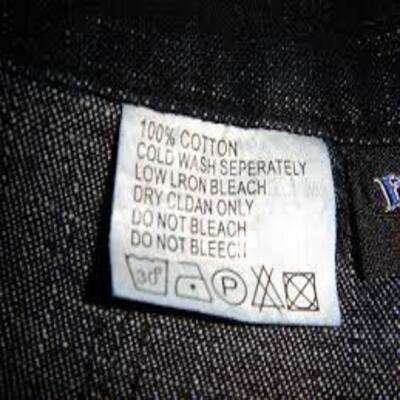 100% COTTON
COLD WASH SEPERATELY
LOW LRON BLEACH
DRY CLDAN ONLY
DO NOT BLEACH
DO NOT BLEECH
30° P